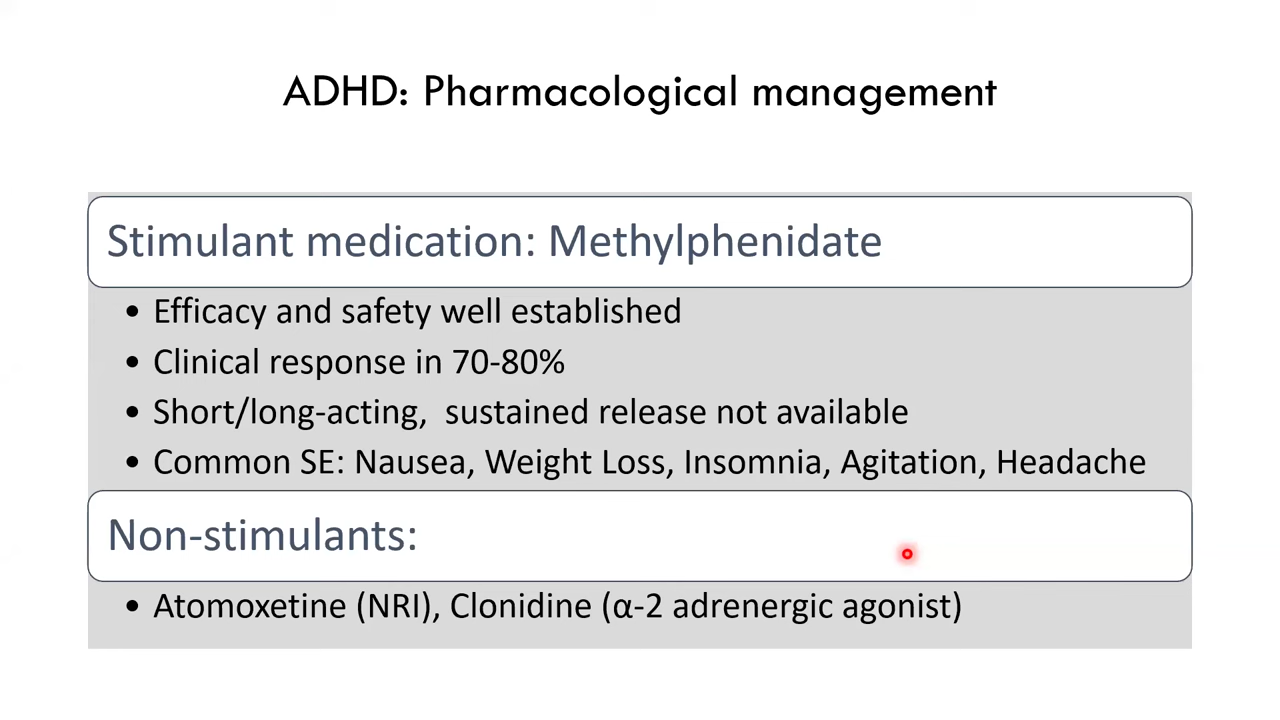 ADHD: Pharmacological management
Stimulant medication: Methylphenidate
• Efficacy and safety well established
• Clinical response in 70-80%
• Short/long-acting,  sustained release not available
• Common SE: Nausea, Weight Loss, Insomnia, Agitation, Headache
Non-stimulants:
• Atomoxetine (NRI), Clonidine (α-2 adrenergic agonist)